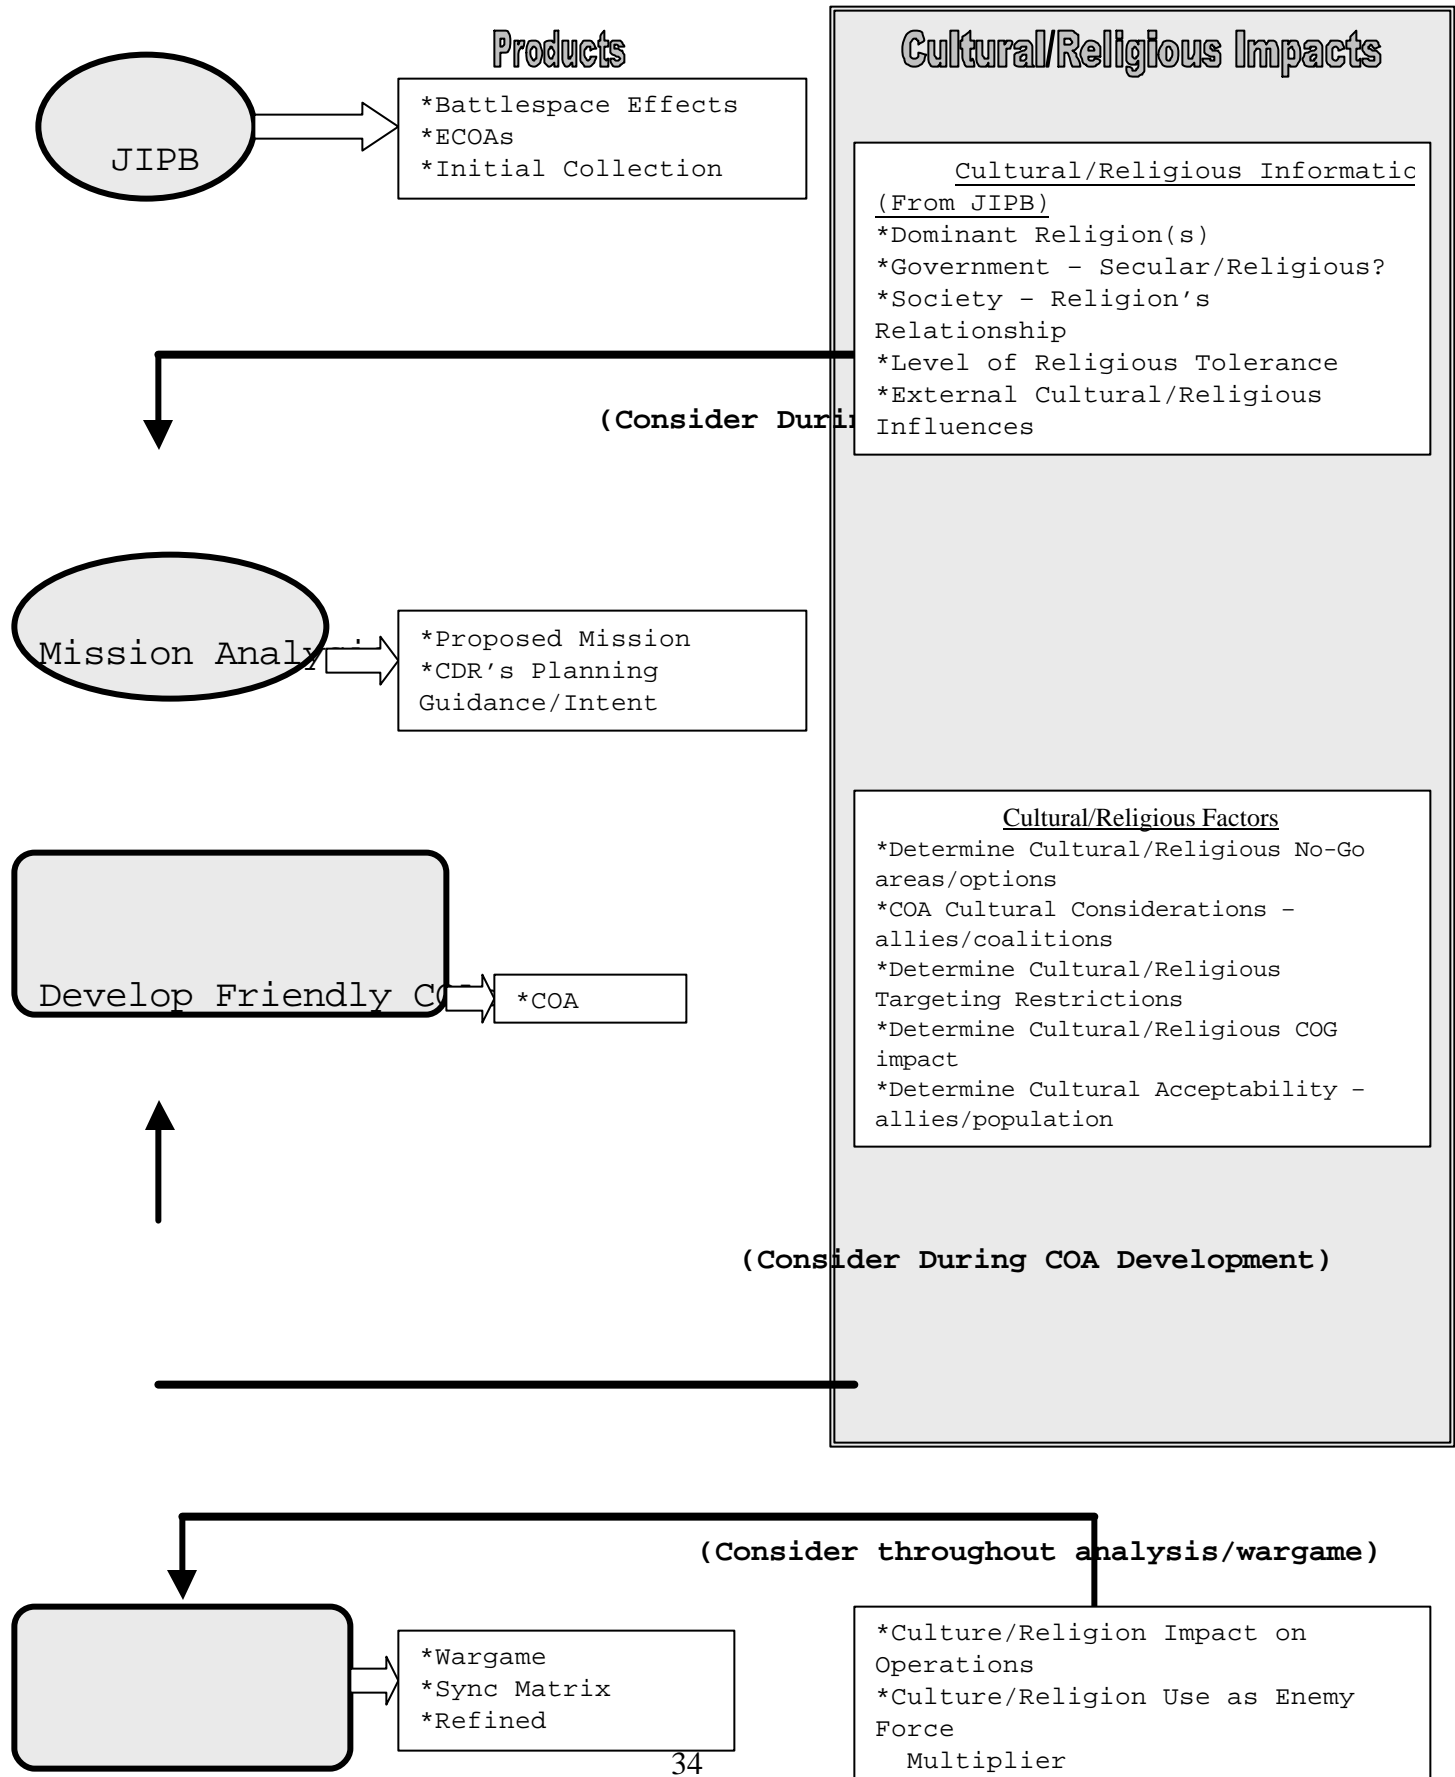 Products
Cultural/Religious Impacts
JIPB
*Battlespace Effects
*ECOAs
*Initial Collection
Cultural/Religious Informatio
(From JIPB)
*Dominant Religion(s)
*Government – Secular/Religious?
*Society – Religion's
Relationship
*Level of Religious Tolerance
*External Cultural/Religious
Influences
(Consider Duri
Mission Analysi
*Proposed Mission
*CDR's Planning
Guidance/Intent
Cultural/Religious Factors
*Determine Cultural/Religious No-Go
areas/options
*COA Cultural Considerations –
allies/coalitions
*Determine Cultural/Religious
Targeting Restrictions
*Determine Cultural/Religious COG
impact
*Determine Cultural Acceptability –
allies/population
Develop Friendly CO
*COA
(Consider During COA Development)
(Consider throughout analysis/wargame)
*Wargame
*Sync Matrix
*Refined
*Culture/Religion Impact on
Operations
*Culture/Religion Use as Enemy
Force
Multiplier
34